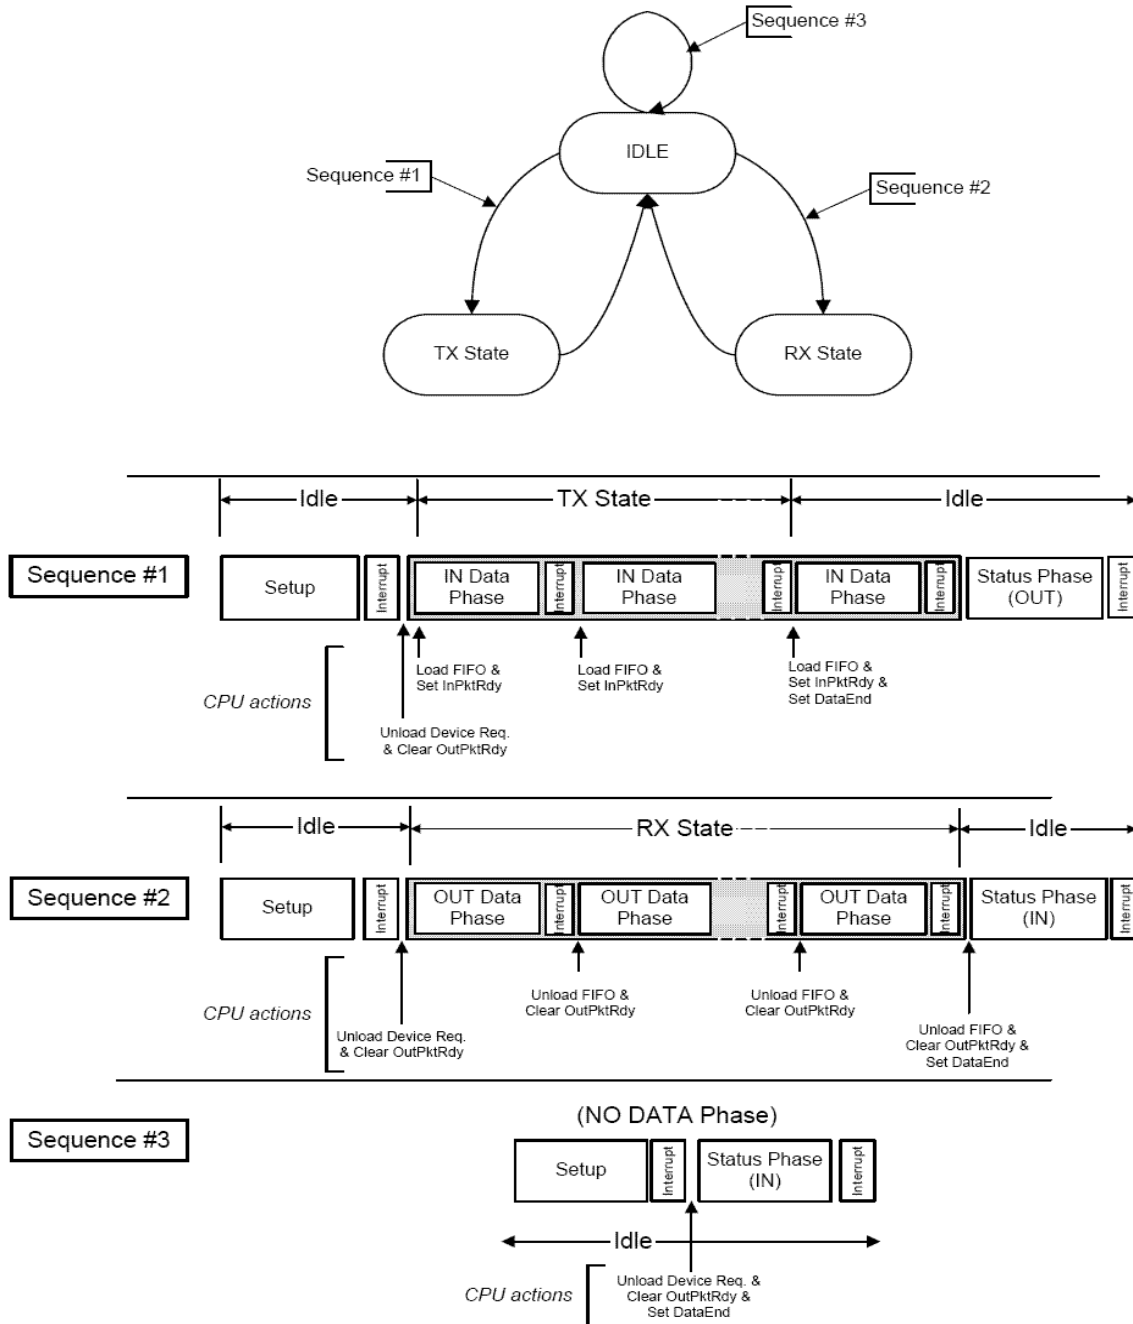 Sequence #3
IDLE
Sequence #1
Sequence #2
TX State
RX State
Idle
TX State
Idle
Sequence #1
Setup
Interrupt
IN Data
Phase
Interrupt
IN Data
Phase
Interrupt
IN Data
Phase
Interrupt
Status Phase
(OUT)
Interrupt
CPU actions
Load FIFO &
Set InPktRdy
Load FIFO &
Set InPktRdy
Load FIFO &
Set InPktRdy &
Set DataEnd
Unload Device Req.
& Clear OutPktRdy
Idle
RX State
Idle
Sequence #2
Setup
Interrupt
OUT Data
Phase
Interrupt
OUT Data
Phase
Interrupt
OUT Data
Phase
Interrupt
Status Phase
(IN)
Interrupt
CPU actions
Unload Device Req.
& Clear OutPktRdy
Unload FIFO &
Clear OutPktRdy
Unload FIFO &
Clear OutPktRdy
Unload FIFO &
Clear OutPktRdy &
Set DataEnd
Sequence #3
(NO DATA Phase)
Setup
Interrupt
Status Phase
(IN)
Interrupt
Idle
CPU actions
Unload Device Req. &
Clear OutPktRdy &
Set DataEnd